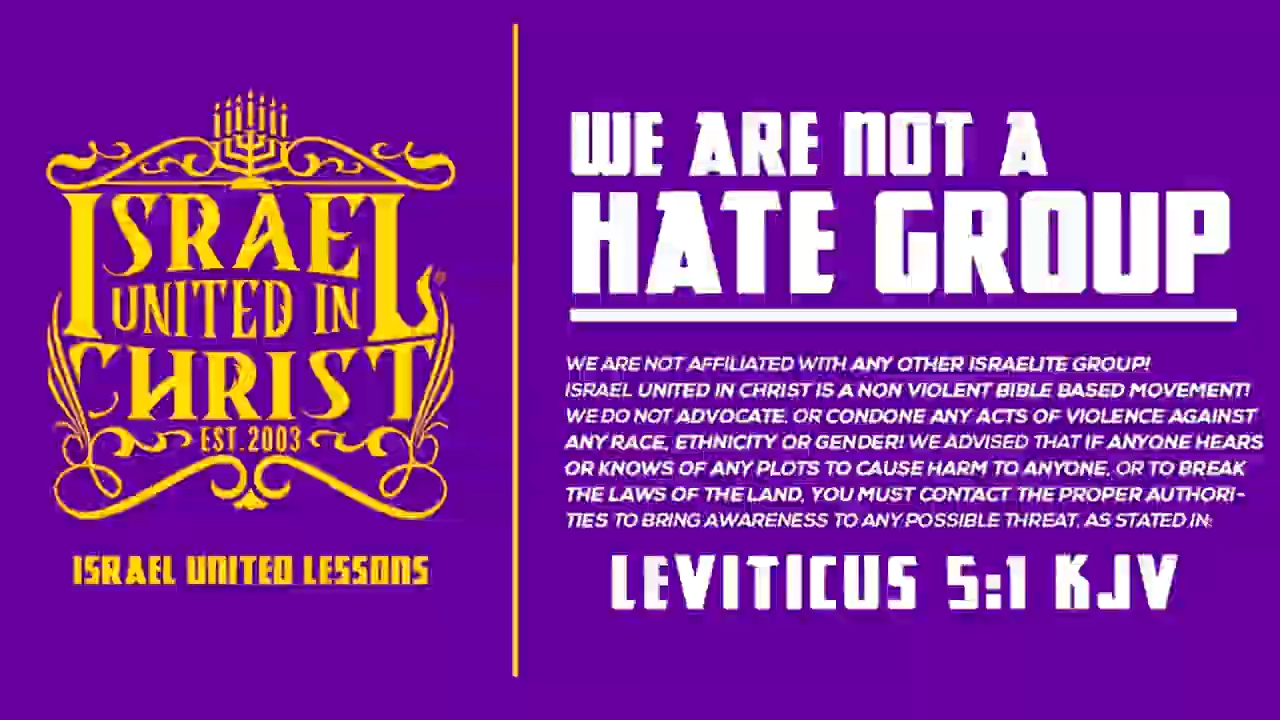 ISRAEL
UNITED IN
CHRIST
EST. 2003
ISRAEL UNITED LESSONS
WE ARE NOT A
HATE GROUP
WE ARE NOT AFFILIATED WITH ANY OTHER ISRAELITE GROUP!
ISRAEL UNITED IN CHRIST IS A NON VIOLENT BIBLE BASED MOVEMENT!
WE DO NOT ADVOCATE, OR CONDONE ANY ACTS OF VIOLENCE AGAINST
ANY RACE, ETHNICITY OR GENDER! WE ADVISED THAT IF ANYONE HEARS
OR KNOWS OF ANY PLOTS TO CAUSE HARM TO ANYONE, OR TO BREAK
THE LAWS OF THE LAND, YOU MUST CONTACT THE PROPER AUTHORI-
TIES TO BRING AWARENESS TO ANY POSSIBLE THREAT, AS STATED IN:
LEVITICUS 5:1 KJV